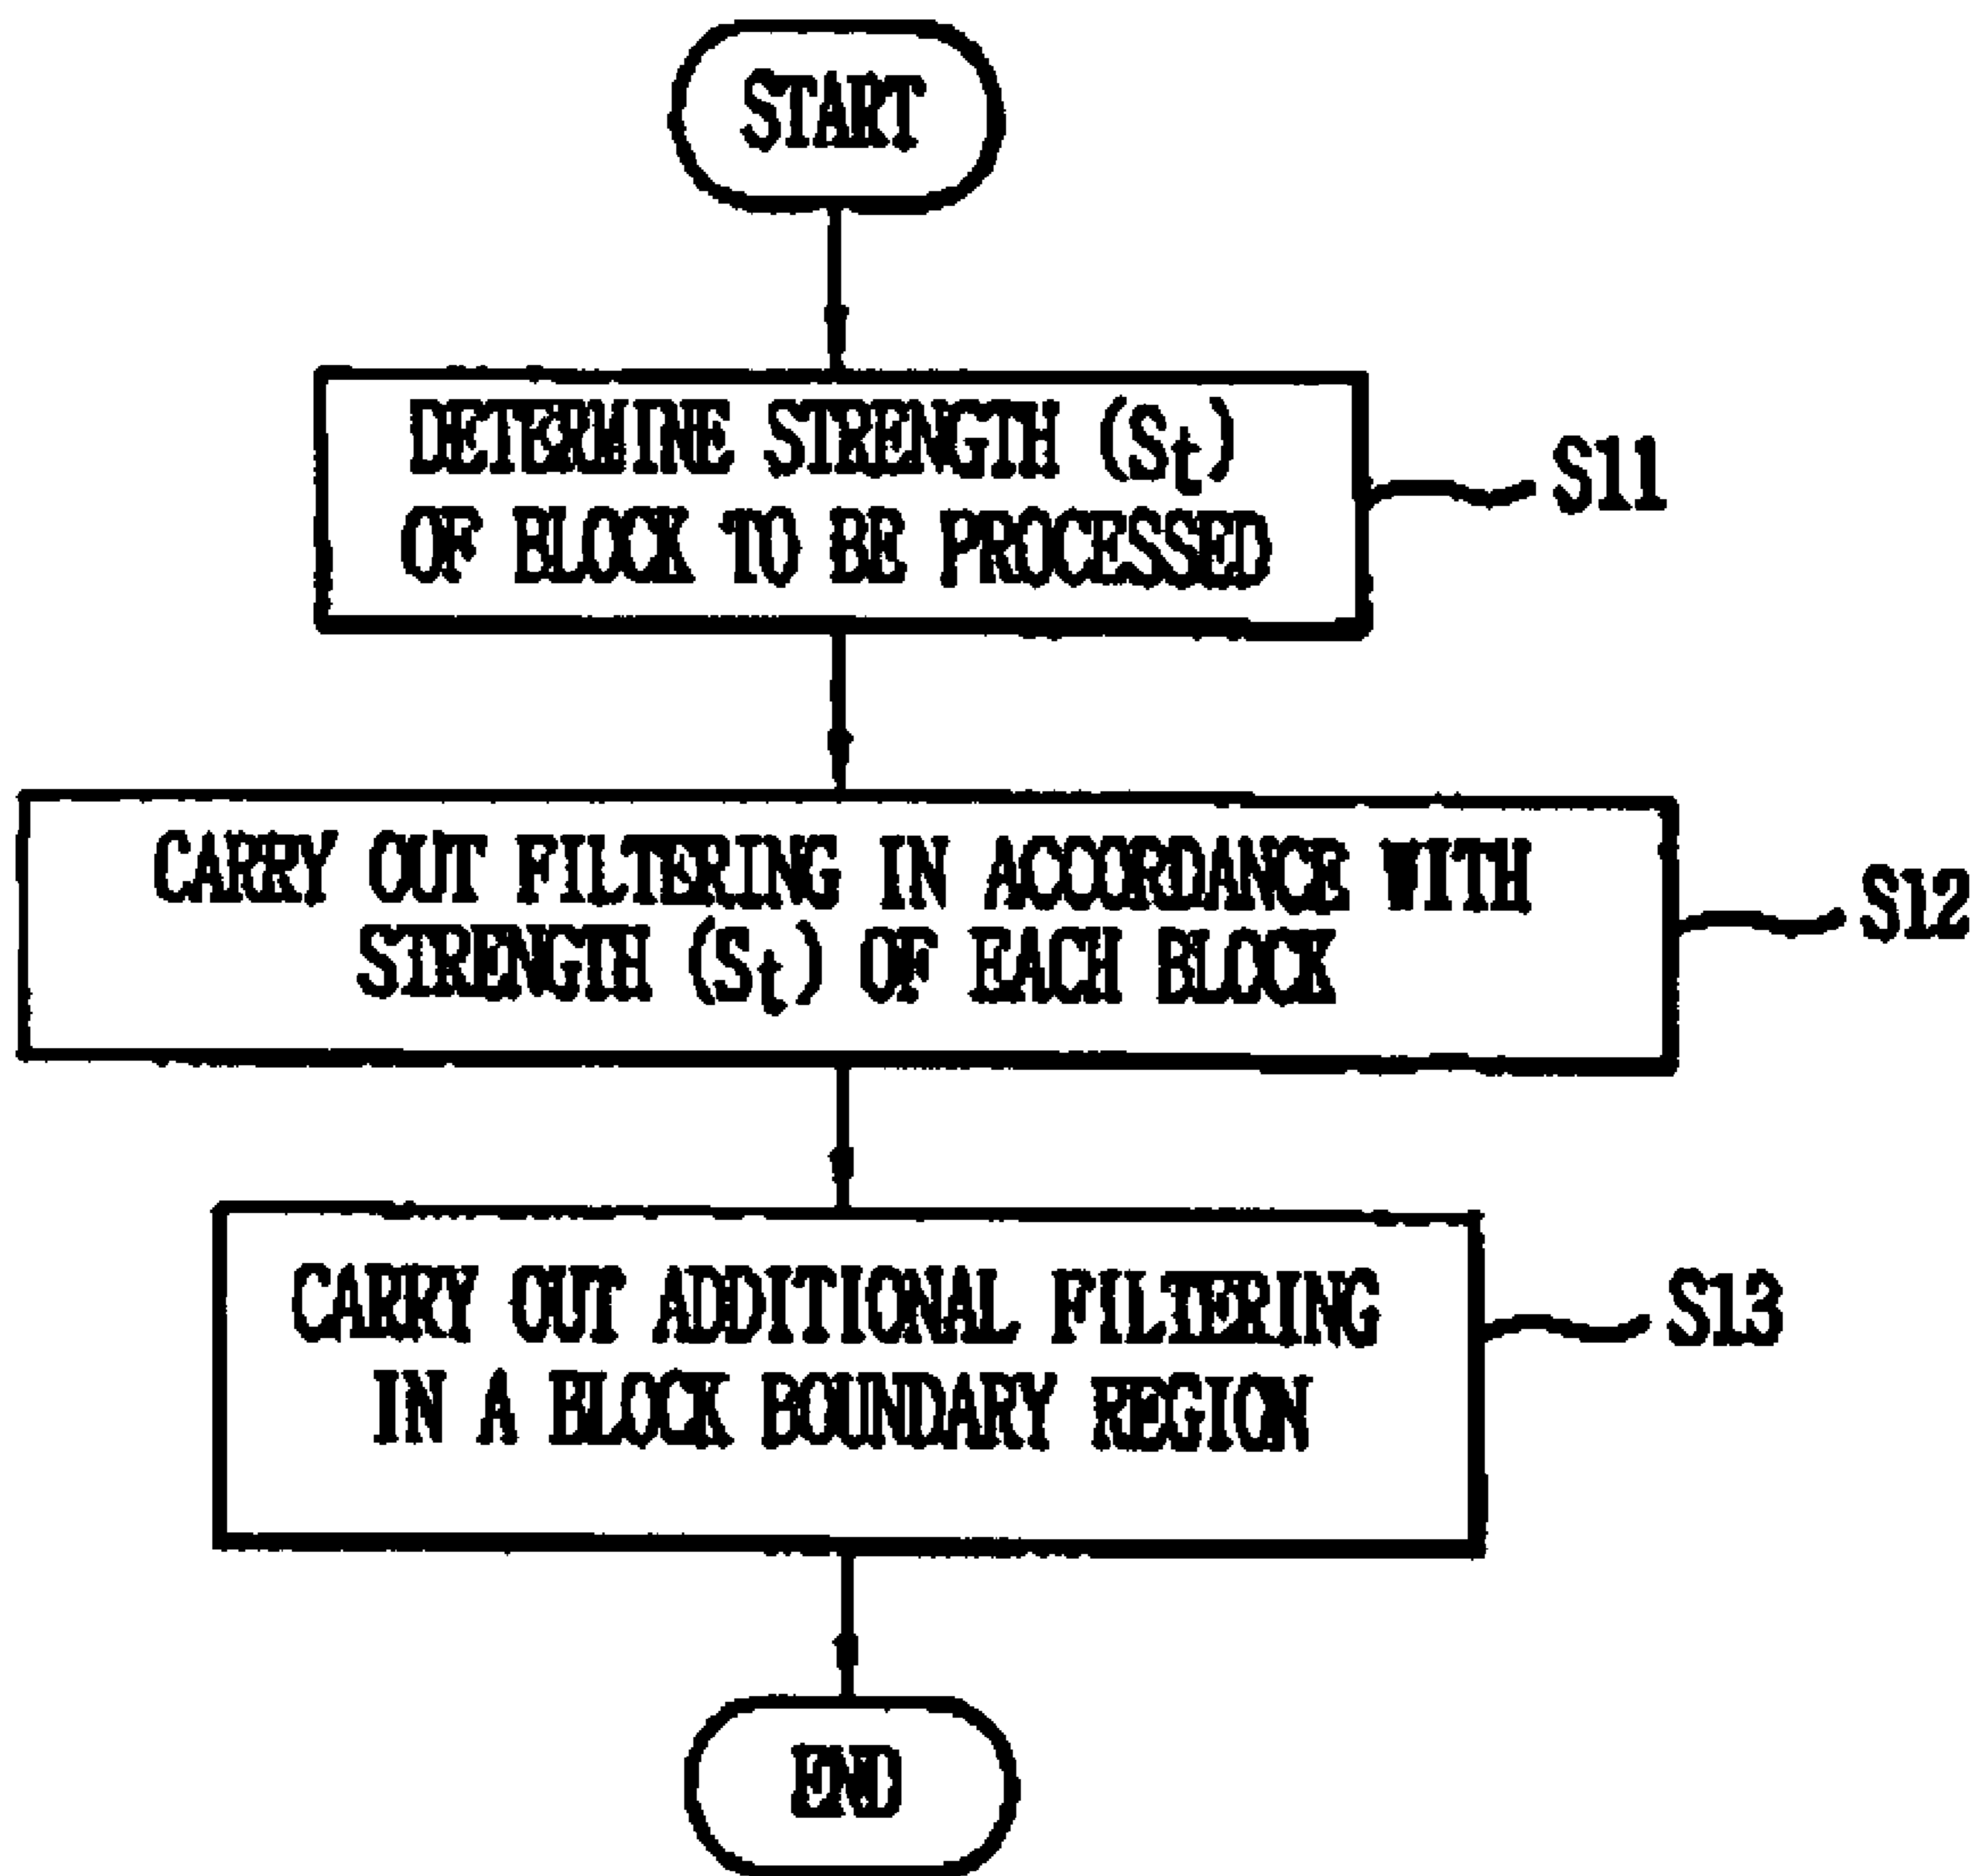 START
DETERMINE STRENGTH (St)
OF BLOCK TO BE PROCESSED
S11
CARRY OUT FILTERING IN ACCORDANCE WITH
STRENGTH (St) OF EACH BLOCK
S12
CARRY OUT ADDITIONAL FILTERING
IN A BLOCK BOUNDARY REGION
S13
END